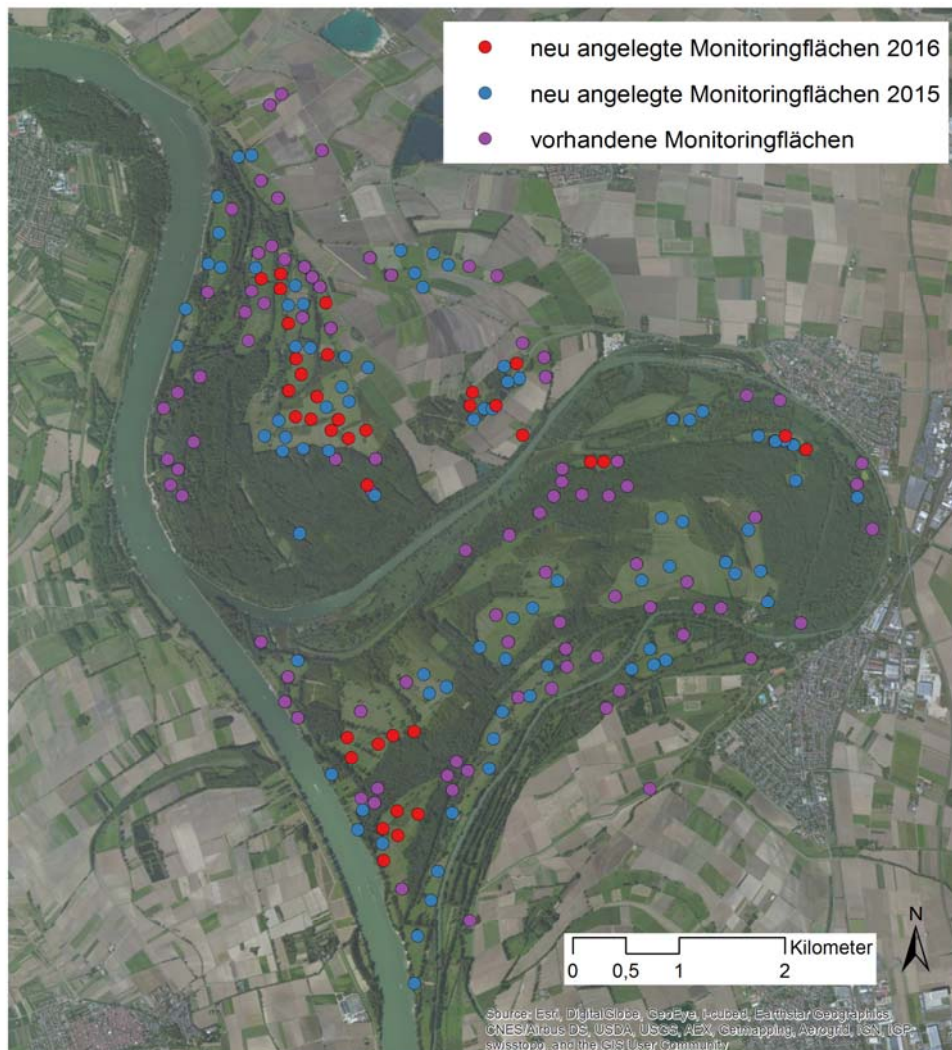 neu angelegte Monitoringflächen 2016
neu angelegte Monitoringflächen 2015
vorhandene Monitoringflächen
N
Kilometer
0 0,5 1 2
Source: Esri, DigitalGlobe, GeoEye, i-cubed, Earthstar Geographics,
CNES/Airbus DS, USDA, USGS, AEX, Getmapping, Aerogrid, IGN, IGP,
swisstopo, and the GIS User Community